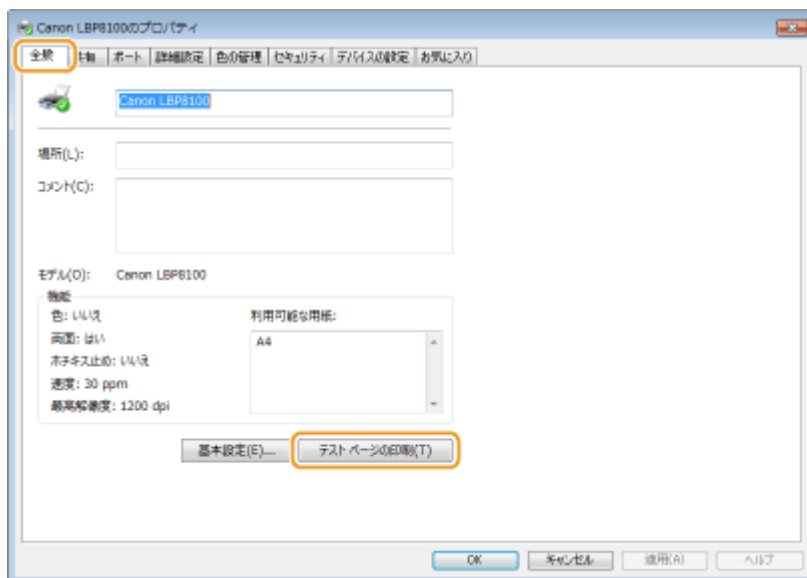 Canon LBP8100のプロパティ
全般 共有 ポート 詳細設定 色の管理 セキュリティ デバイスの設定 お気に入り
Canon LBP8100
場所(L):
コメント(C):
モデル(O): Canon LBP8100
機能
色: いいえ 利用可能な用紙:
両面: はい A4
ホチキス止め: いいえ
速度: 30 ppm
最高解像度: 1200 dpi
基本設定(E)... テスト ページの印刷(T)
OK キャンセル 適用(A) ヘルプ